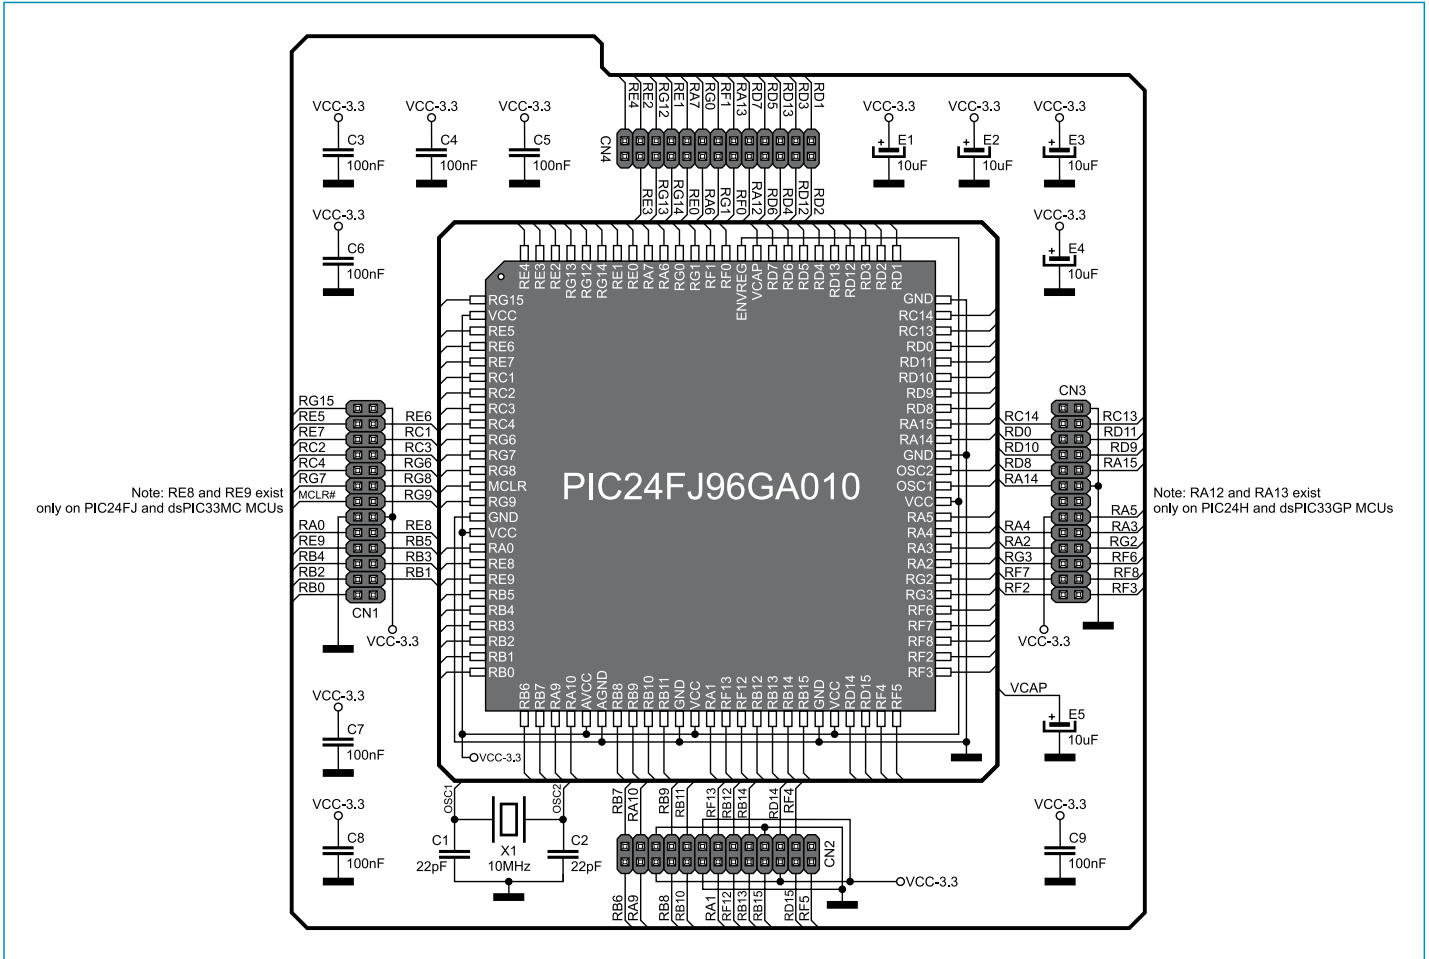 RE4
RE2
RG12
RE1
RA7
RG0
RF1
RA13
RD7
RD5
RD13
RD3
RD1
VCC-3.3
C3
100nF
VCC-3.3
C4
100nF
VCC-3.3
C5
100nF
CN4
VCC-3.3
E1
10uF
VCC-3.3
E2
10uF
VCC-3.3
E3
10uF
RE3
RG13
RG14
RE0
RA6
RG1
RF0
RA12
RD6
RD4
RD12
RD2
VCC-3.3
C6
100nF
VCC-3.3
E4
10uF
RE4
RE3
RE2
RG13
RG12
RG14
RE1
RE0
RA7
RA6
RG0
RG1
RF1
RF0
ENVREG
VCAP
RD7
RD6
RD5
RD4
RD13
RD12
RD3
RD2
RD1
RG15
VCC
RE5
RE6
RE7
RC1
RC2
RC3
RC4
RG6
RG7
RG8
MCLR
RG9
GND
VCC
RA0
RE8
RE9
RB5
RB4
RB3
RB2
RB1
RB0
PIC24FJ96GA010
GND
RC14
RC13
RD0
RD11
RD10
RD9
RD8
RA15
RA14
GND
OSC2
OSC1
VCC
RA5
RA4
RA3
RA2
RG2
RG3
RF6
RF7
RF8
RF2
RF3
RG15
RE5
RE7
RC2
RC4
RG7
MCLR#
RA0
RE9
RB4
RB2
RB0
RE6
RC1
RC3
RG6
RG8
RG9
RE8
RB5
RB3
RB1
CN1
VCC-3.3
Note: RE8 and RE9 exist
only on PIC24FJ and dsPIC33MC MCUs
CN3
RC14
RD0
RD10
RD8
RA14
RA4
RA2
RG3
RF7
RF2
RC13
RD11
RD9
RA15
RA5
RA3
RG2
RF6
RF8
RF3
VCC-3.3
Note: RA12 and RA13 exist
only on PIC24H and dsPIC33GP MCUs
RB6
RB7
RA9
RA10
AVCC
AGND
RB8
RB9
RB10
RB11
GND
VCC
RA1
RF13
RF12
RB12
RB13
RB14
RB15
GND
VCC
RD14
RD15
RF4
RF5
VCC-3.3
VCC-3.3
C7
100nF
VCAP
E5
10uF
OSC1
OSC2
C1
22pF
X1
10MHz
C2
22pF
VCC-3.3
C8
100nF
RB7
RA10
RB9
RB11
RF13
RB12
RB14
RD14
RF4
CN2
VCC-3.3
RB6
RA9
RB8
RB10
RA1
RF12
RB13
RB15
RD15
RF5
VCC-3.3
C9
100nF